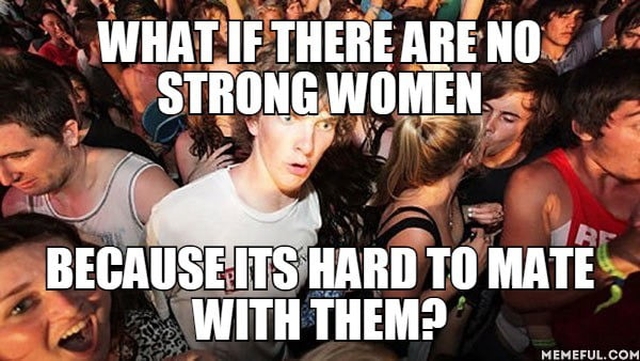 WHAT IF THERE ARE NO
STRONG WOMEN
BECAUSE ITS HARD TO MATE
WITH THEM?
MEMEFUL.COM